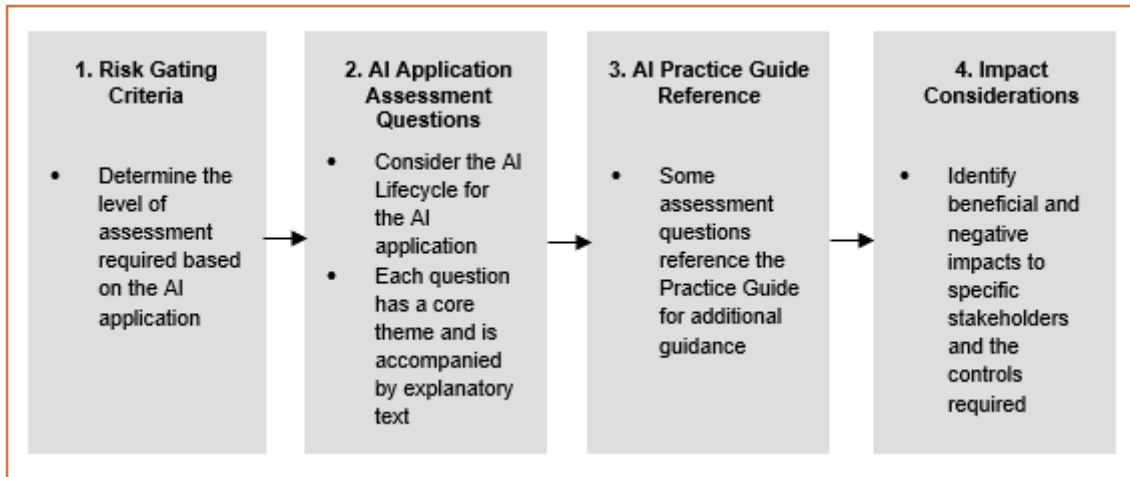 1. Risk Gating
Criteria
• Determine the
level of
assessment
required based
on the AI
application
2. AI Application
Assessment
Questions
• Consider the AI
Lifecycle for
the AI
application
• Each question
has a core
theme and is
accompanied
by explanatory
text
3. AI Practice Guide
Reference
• Some
assessment
questions
reference the
Practice Guide
for additional
guidance
4. Impact
Considerations
• Identify
beneficial and
negative
impacts to
specific
stakeholders
and the
controls
required